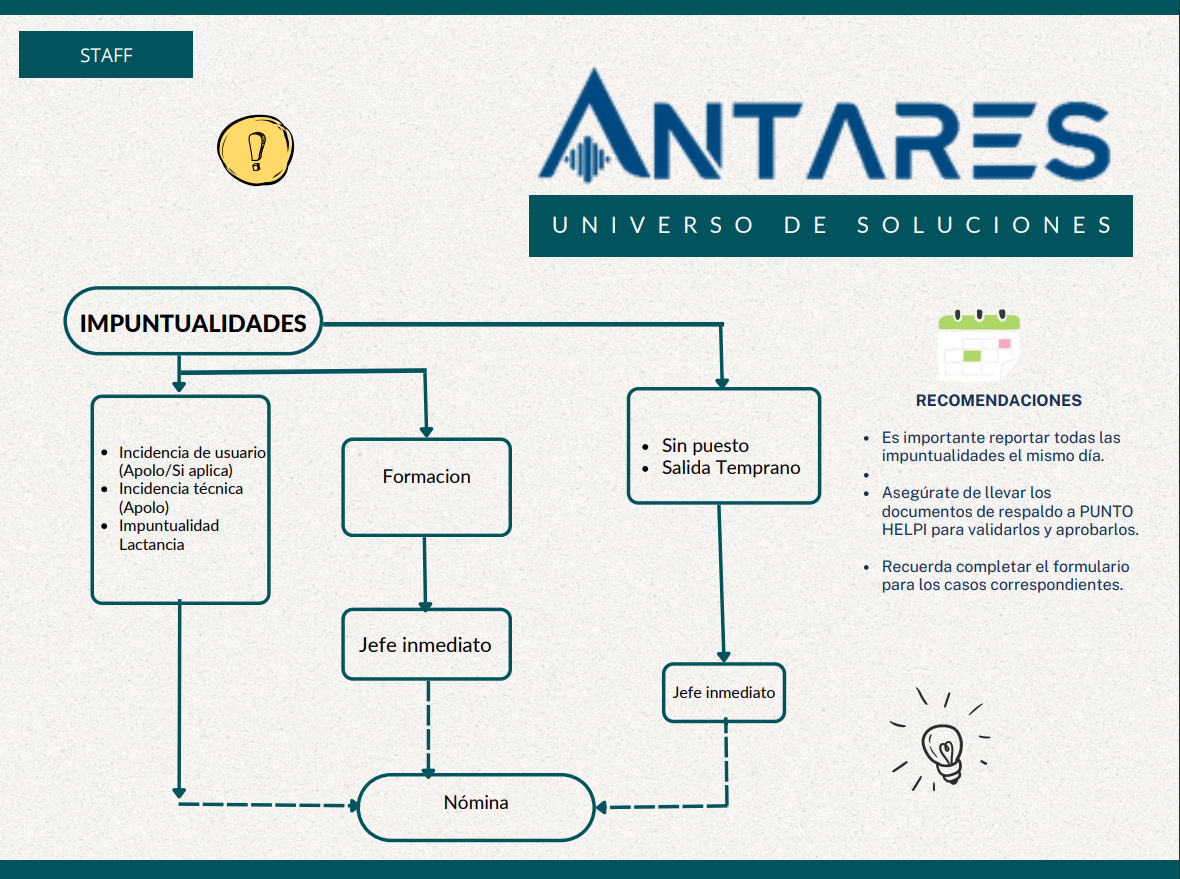 STAFF
ANTARES
UNIVERSO DE SOLUCIONES
IMPUNTUALIDADES
• Incidencia de usuario
(Apolo/Si aplica)
• Incidencia técnica
(Apolo)
• Impuntualidad
Lactancia
Formacion
Jefe inmediato
• Sin puesto
• Salida Temprano
Jefe inmediato
Nómina
RECOMENDACIONES
• Es importante reportar todas las
impuntualidades el mismo día.
•
• Asegúrate de llevar los
documentos de respaldo a PUNTO
HELPI para validarlos y aprobarlos.
• Recuerda completar el formulario
para los casos correspondientes.